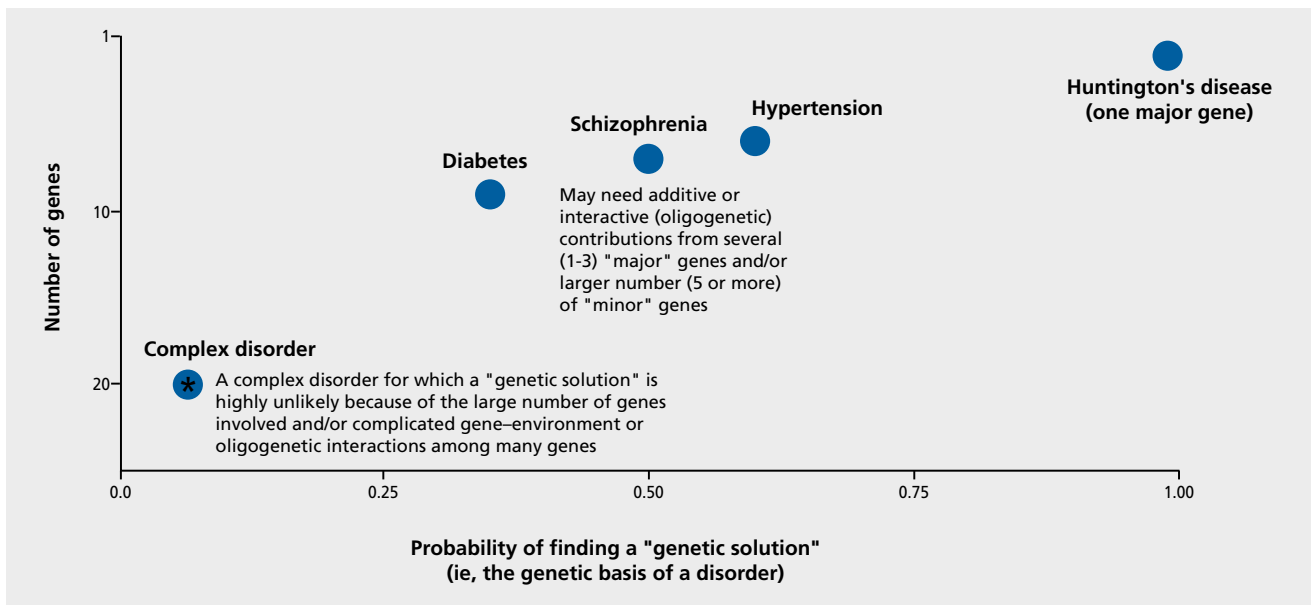 1
Huntington's disease
(one major gene)
Hypertension
Schizophrenia
Diabetes
May need additive or
interactive (oligogenetic)
contributions from several
(1-3) "major" genes and/or
larger number (5 or more)
of "minor" genes
10
Number of genes
Complex disorder
20
*
A complex disorder for which a "genetic solution" is
highly unlikely because of the large number of genes
involved and/or complicated gene–environment or
oligogenetic interactions among many genes
0.0
0.25
0.50
0.75
1.00
Probability of finding a "genetic solution"
(ie, the genetic basis of a disorder)